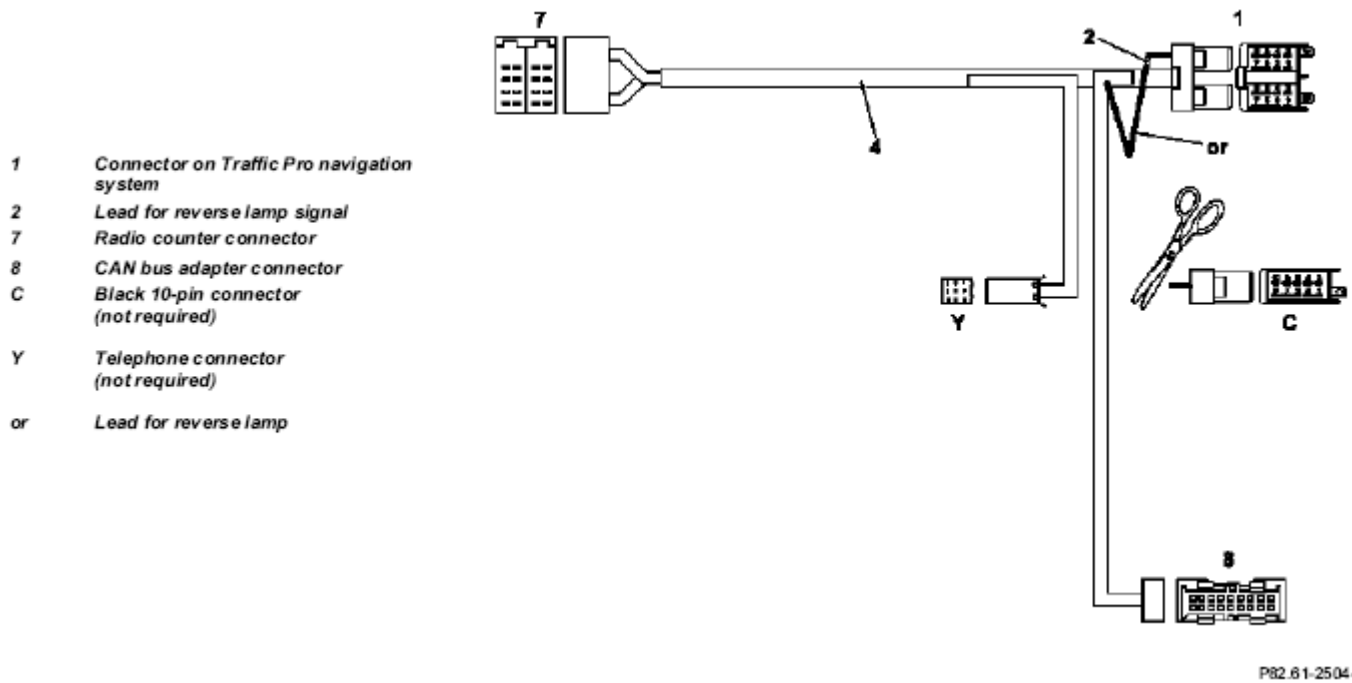 7
1
2
4
or
1 Connector on Traffic Pro navigation
system
2 Lead for reverse lamp signal
7 Radio counter connector
8 CAN bus adapter connector
C Black 10-pin connector
(not required)
Y Telephone connector
(not required)
or Lead for reverse lamp
Y
C
8
P82.61-2504-